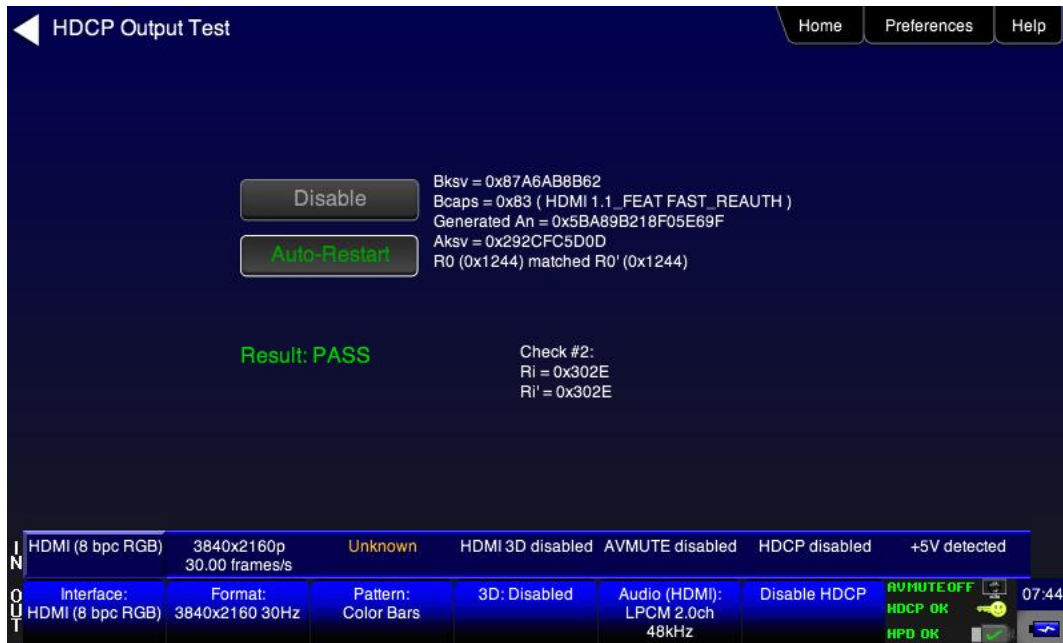 HDCP Output Test
Home
Preferences
Help
Disable
Auto-Restart
Bksv = 0x87A6AB8B62
Bcaps = 0x83 ( HDMI 1.1_FEAT FAST_REAUTH )
Generated An = 0x5BA89B218F05E69F
Aksv = 0x292CFC5D0D
R0 (0x1244) matched R0' (0x1244)
Result: PASS
Check #2:
Ri = 0x302E
Ri' = 0x302E
IN
HDMI (8 bpc RGB)
3840x2160p
30.00 frames/s
Unknown
HDMI 3D disabled
AVMUTE disabled
HDCP disabled
+5V detected
OUT
Interface:
HDMI (8 bpc RGB)
Format:
3840x2160 30Hz
Pattern:
Color Bars
3D: Disabled
Audio (HDMI):
LPCM 2.0ch
48kHz
Disable HDCP
AVMUTEOFF
HDCP OK
HPD OK
07:44